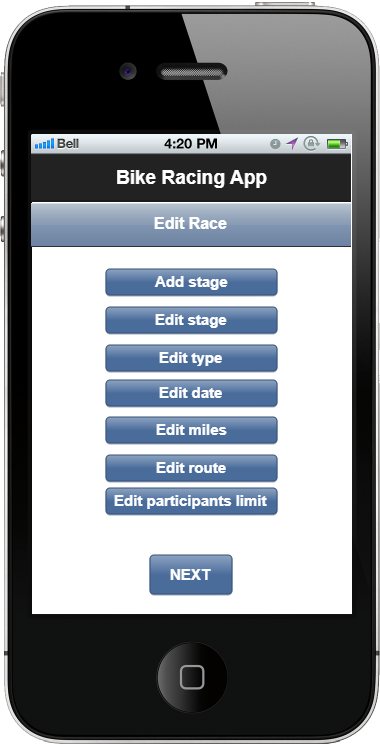 Bell 4:20 PM
Bike Racing App
Edit Race
Add stage
Edit stage
Edit type
Edit date
Edit miles
Edit route
Edit participants limit
NEXT